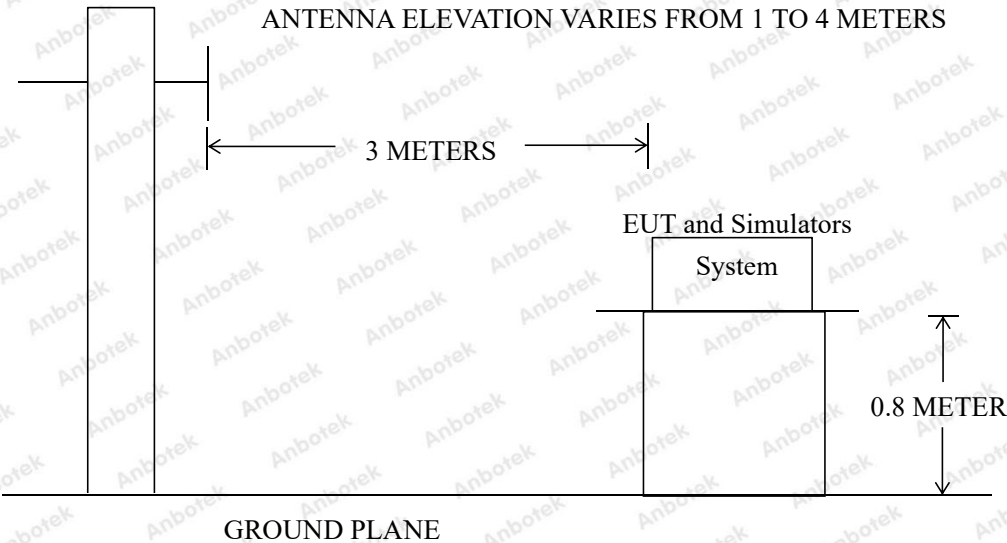 ANTENNA ELEVATION VARIES FROM 1 TO 4 METERS
3 METERS
EUT and Simulators
System
0.8 METER
GROUND PLANE
Anbotek